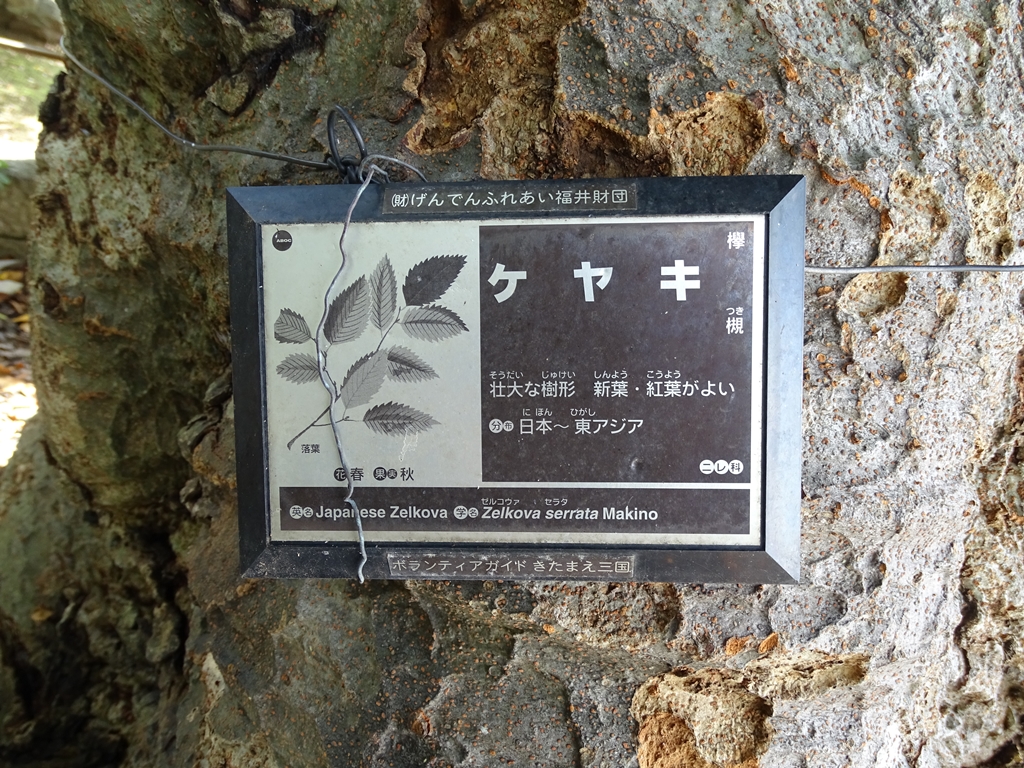 (財)げんでんふれあい福井財団
ABOC
欅
ケヤキ
つき
槻
そうだい じゅけい しんよう こうよう
壮大な樹形 新葉・紅葉がよい
に ほん ひがし
分布 日本〜東アジア
落葉
花 春 果実 秋
ニレ科
ゼルコウァ セラタ
英名 Japanese Zelkova 学名 Zelkova serrata Makino
ボランティアガイド きたまえ三国